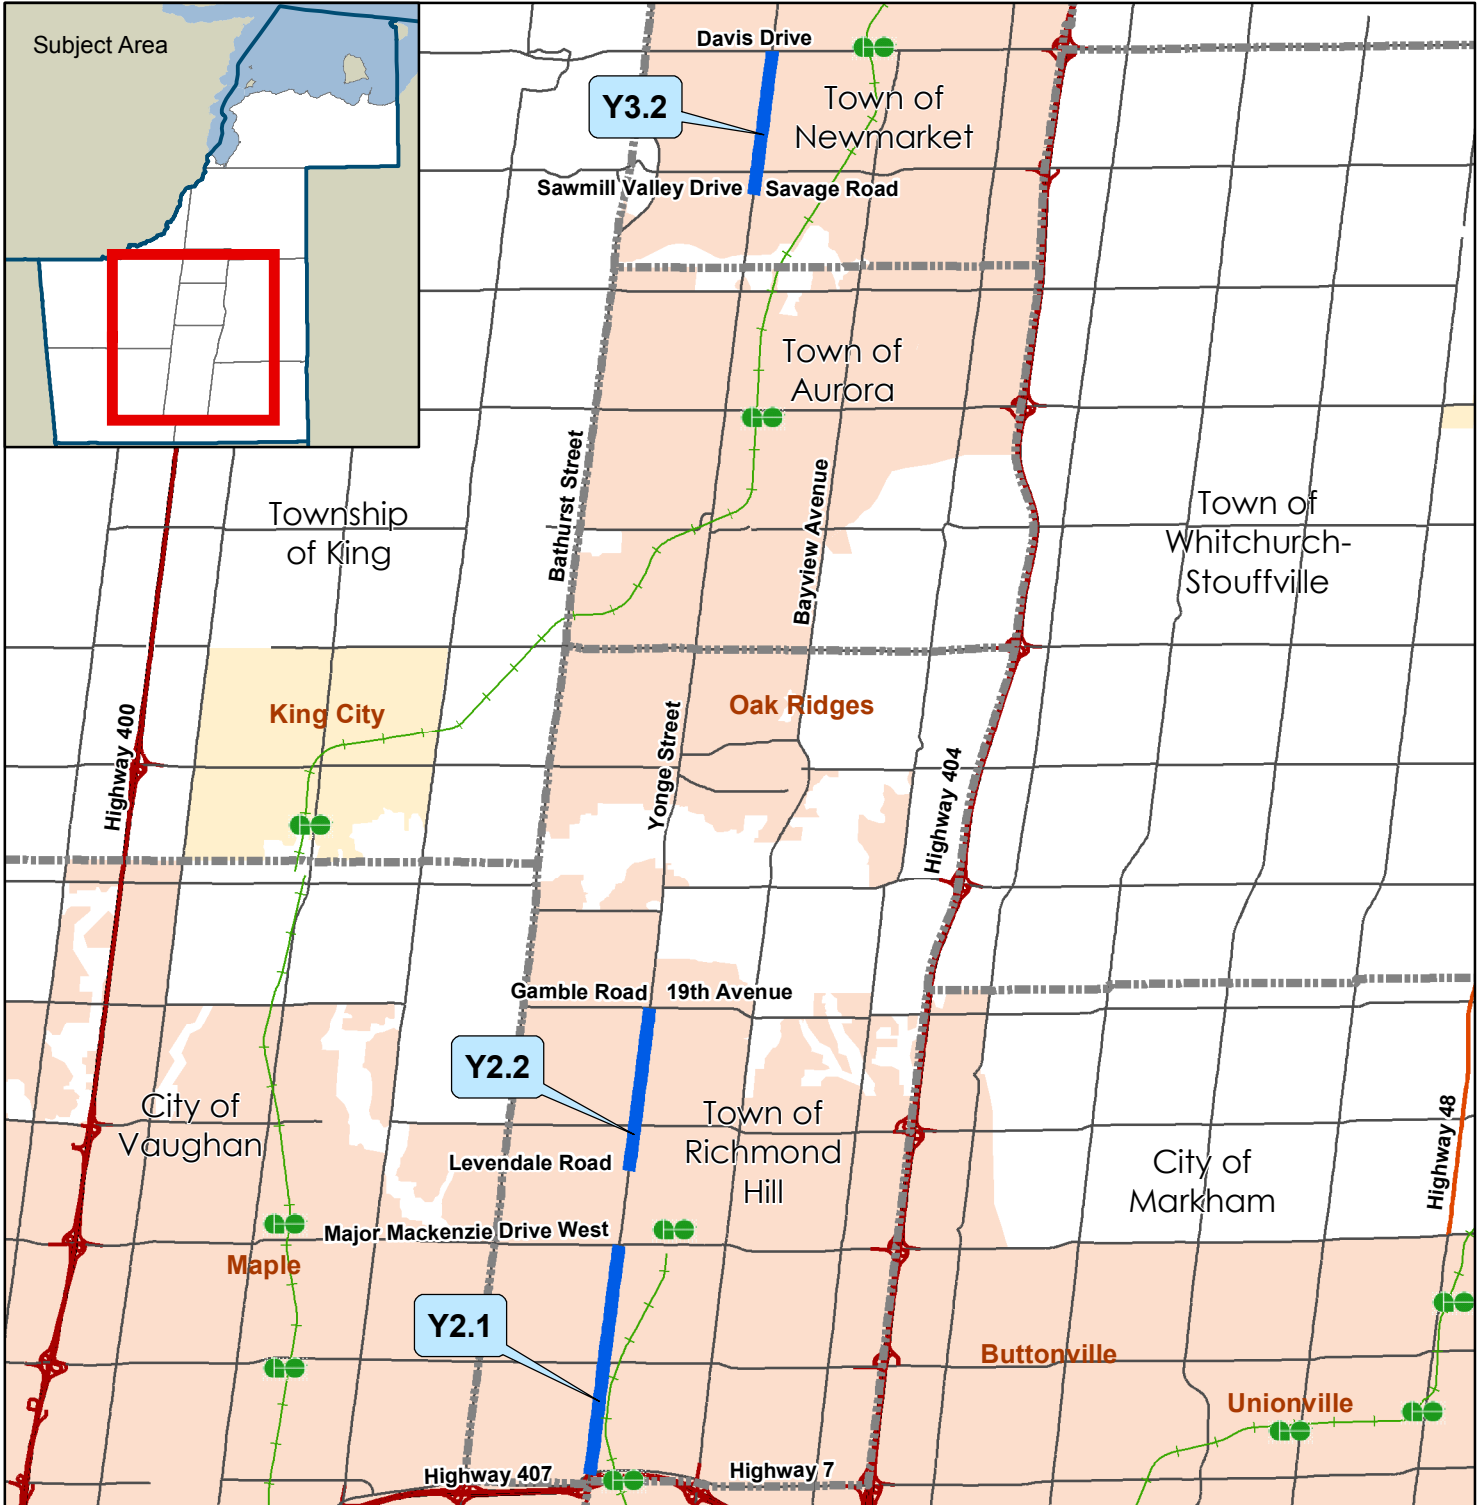 Subject Area
Davis Drive
Y3.2
Town of
Newmarket
Sawmill Valley Drive
Savage Road
Town of
Aurora
Bathurst Street
Bayview Avenue
Township
of King
Town of
Whitchurch-
Stouffville
King City
Oak Ridges
Highway 400
Yonge Street
Highway 404
Gamble Road
19th Avenue
Y2.2
City of
Vaughan
Town of
Richmond
Hill
Levendale Road
City of
Markham
Highway 48
Major Mackenzie Drive West
Maple
Y2.1
Buttonville
Unionville
Highway 407
Highway 7